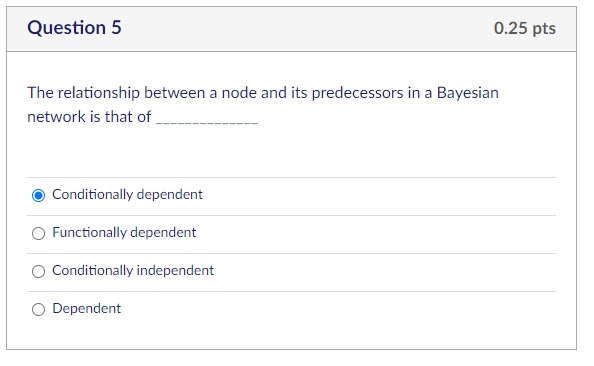 Question 5
0.25 pts
The relationship between a node and its predecessors in a Bayesian
network is that of ______________
Conditionally dependent
Functionally dependent
Conditionally independent
Dependent